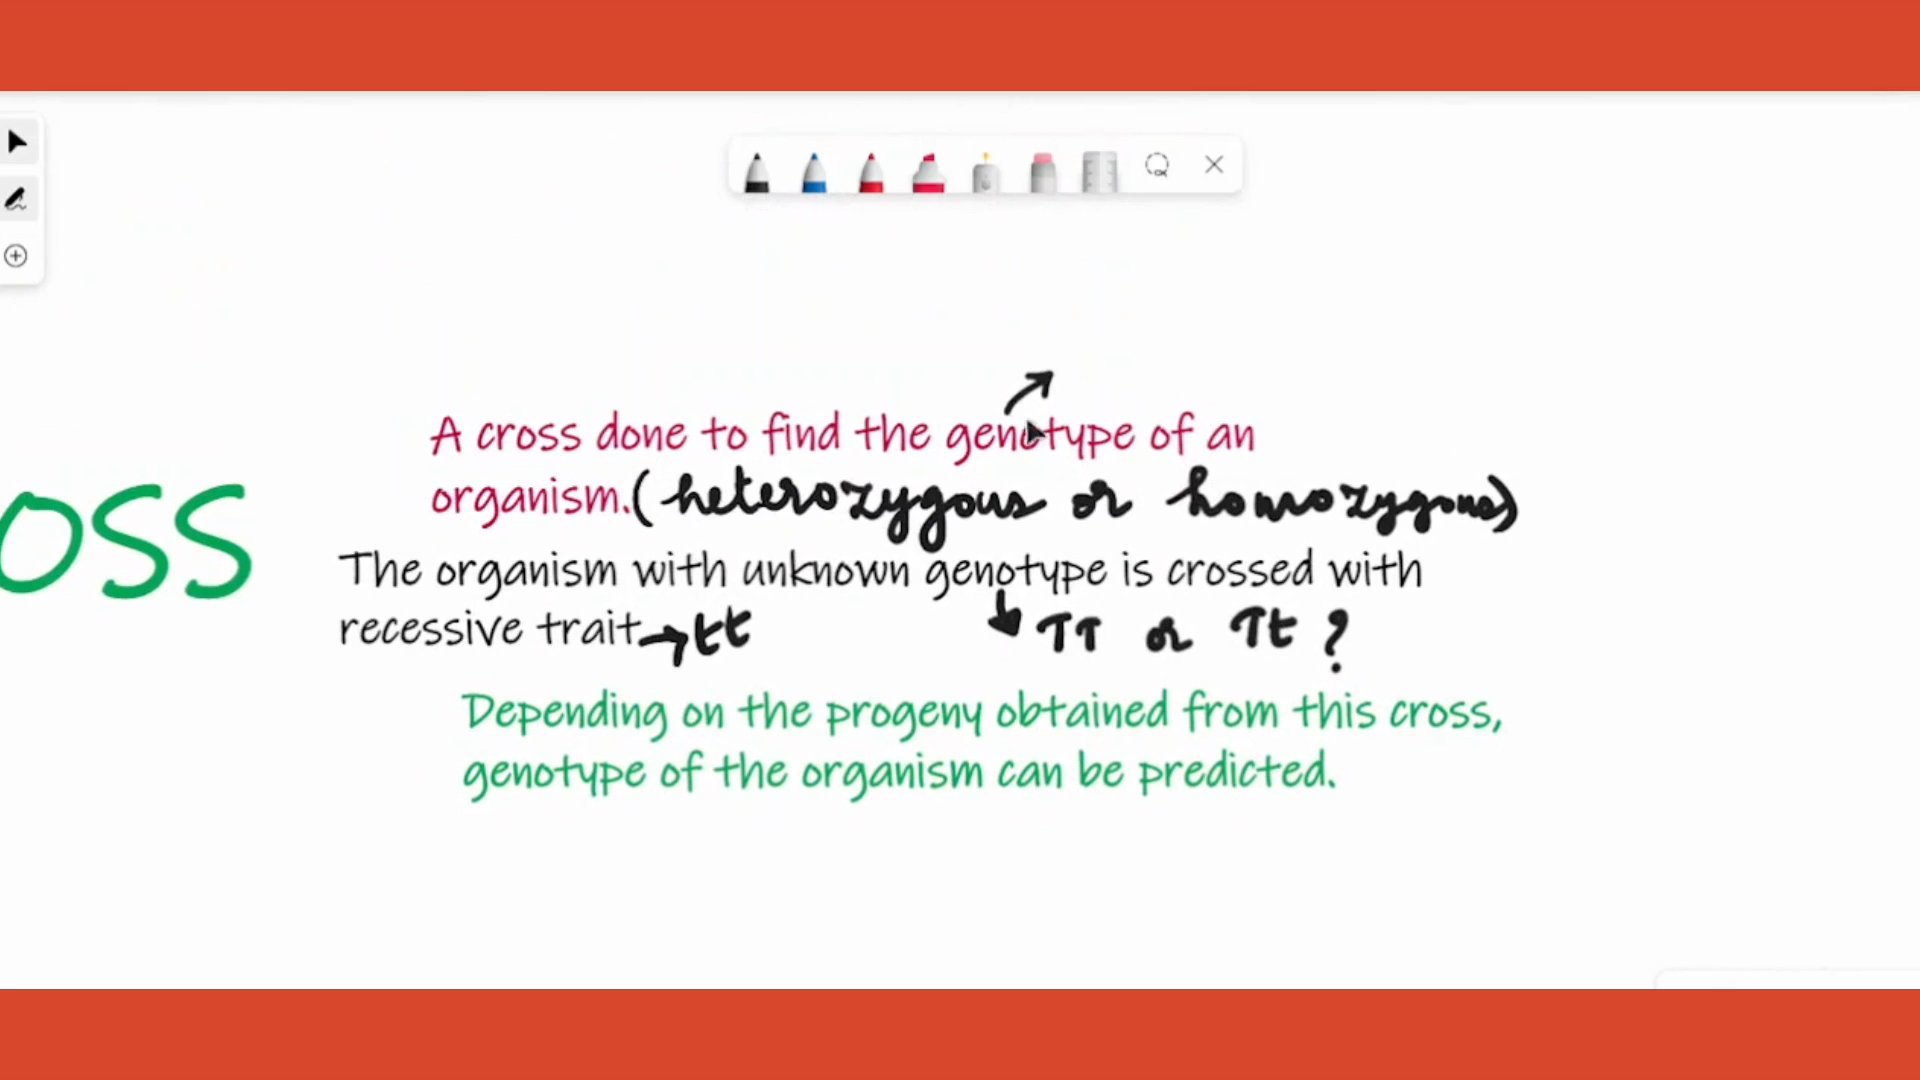 A cross done to find the genotype of an
organism.(heterozygous or homozygous)
OSS
The organism with unknown genotype is crossed with
recessive trait→tt TT or Tt ?
Depending on the progeny obtained from this cross,
genotype of the organism can be predicted.